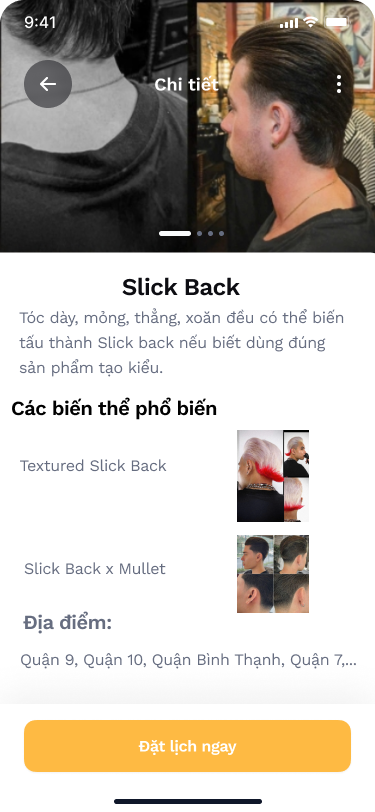 9:41
Chi tiết
Slick Back
Tóc dày, mỏng, thẳng, xoăn đều có thể biến
tấu thành Slick back nếu biết dùng đúng
sản phẩm tạo kiểu.
Các biến thể phổ biến
Textured Slick Back
Slick Back x Mullet
Địa điểm:
Quận 9, Quận 10, Quận Bình Thạnh, Quận 7,...
Đặt lịch ngay